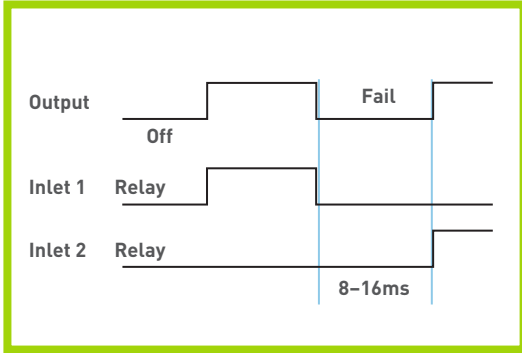 Output
Fail
Off
Inlet 1 Relay
Inlet 2 Relay
8–16ms